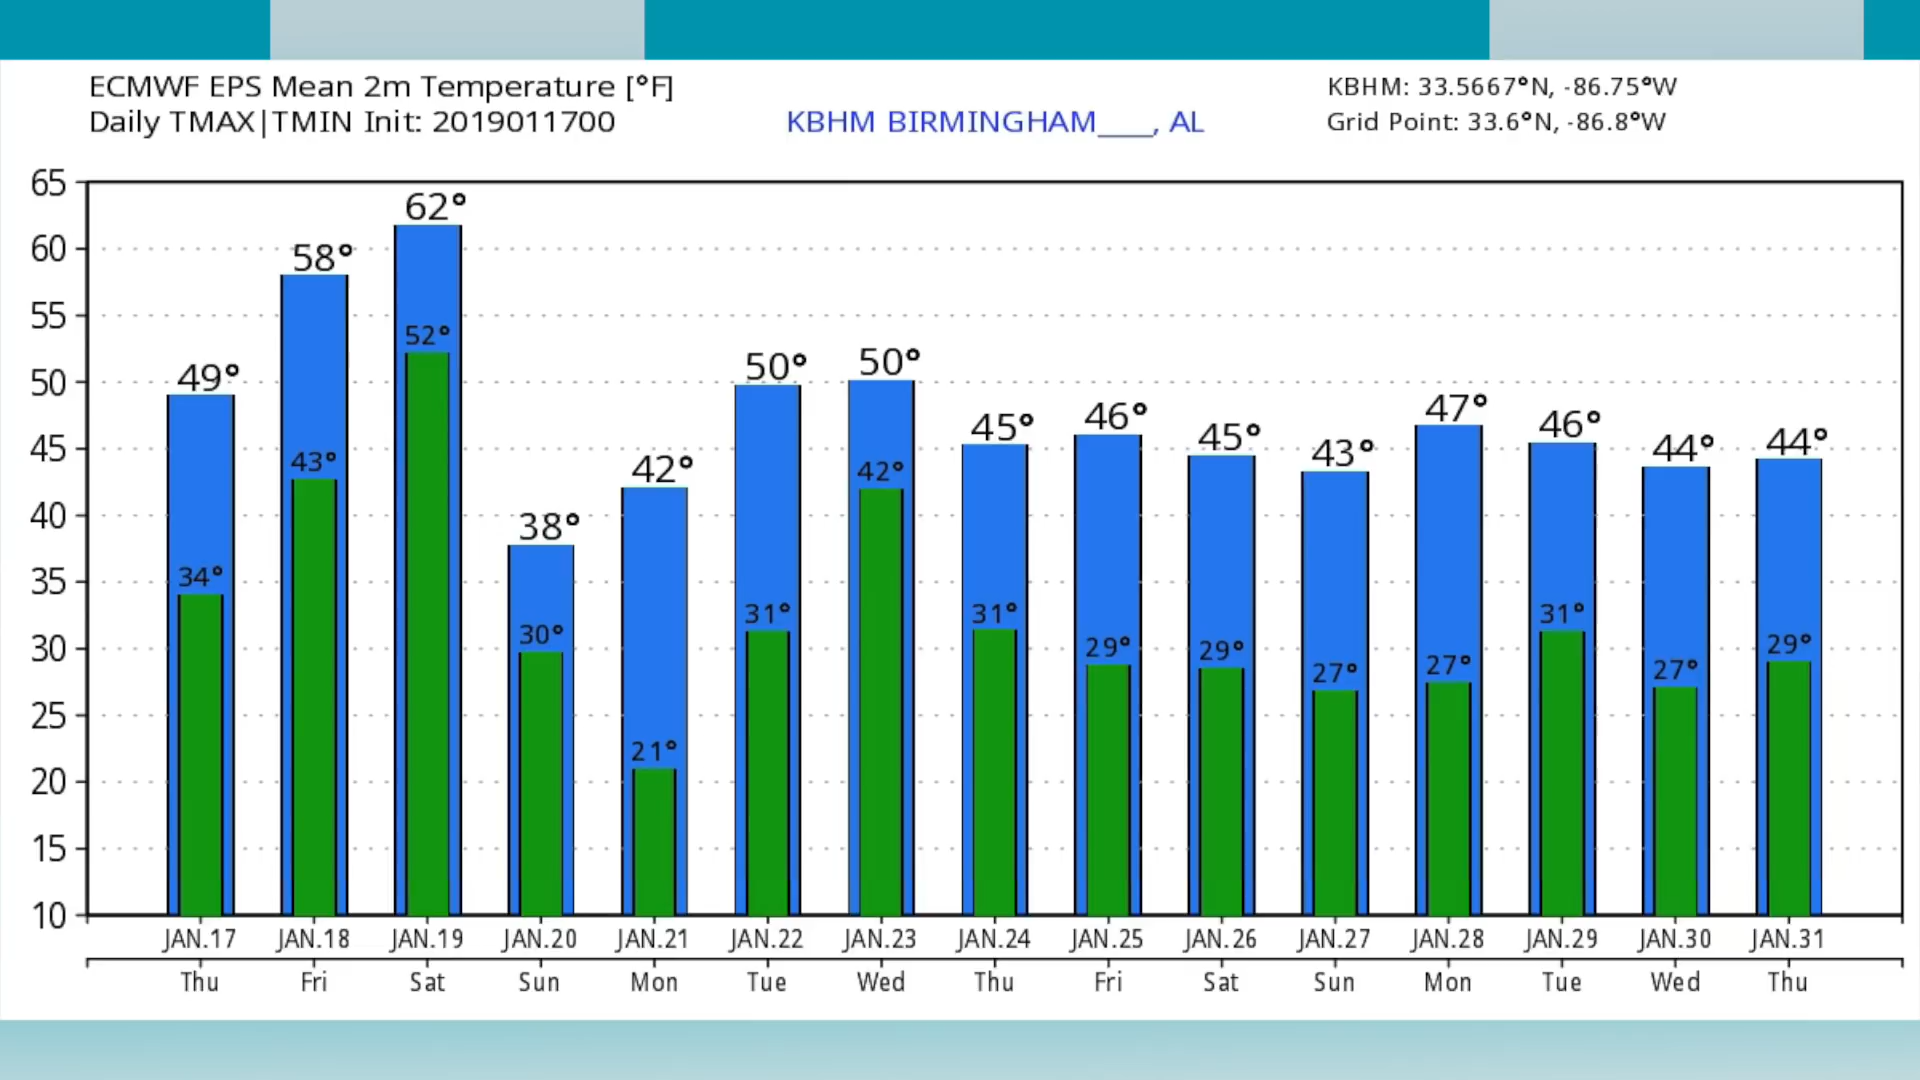 ECMWF EPS Mean 2m Temperature [°F]
Daily TMAX|TMIN Init: 2019011700
KBHM BIRMINGHAM____, AL
KBHM: 33.5667°N, -86.75°W
Grid Point: 33.6°N, -86.8°W
65
60
55
50
45
40
35
30
25
20
15
10
49° 58° 62° 38° 42° 50° 50° 45° 46° 45° 43° 47° 46° 44° 44°
34° 43° 52° 30° 21° 31° 42° 31° 29° 29° 27° 27° 31° 27° 29°
JAN.17 JAN.18 JAN.19 JAN.20 JAN.21 JAN.22 JAN.23 JAN.24 JAN.25 JAN.26 JAN.27 JAN.28 JAN.29 JAN.30 JAN.31
Thu Fri Sat Sun Mon Tue Wed Thu Fri Sat Sun Mon Tue Wed Thu